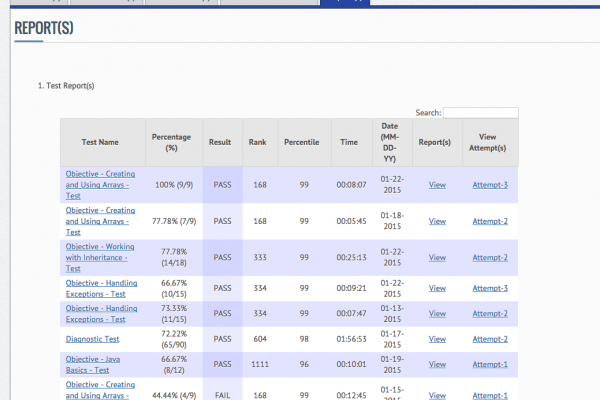 REPORT(S)
1. Test Report(s)
Search:
Test Name Percentage (%) Result Rank Percentile Time Date (MM-DD-YY) Report(s) View Attempt(s)
Objective - Creating and Using Arrays - Test 100% (9/9) PASS 168 99 00:08:07 01-22-2015 View Attempt-3
Objective - Creating and Using Arrays - Test 77.78% (7/9) PASS 168 99 00:05:45 01-18-2015 View Attempt-2
Objective - Working with Inheritance - Test 77.78% (14/18) PASS 333 99 00:25:13 01-22-2015 View Attempt-2
Objective - Handling Exceptions - Test 66.67% (10/15) PASS 334 99 00:09:21 01-22-2015 View Attempt-3
Objective - Handling Exceptions - Test 73.33% (11/15) PASS 334 99 00:07:47 01-13-2015 View Attempt-2
Diagnostic Test 72.22% (65/90) PASS 604 98 01:56:53 01-17-2015 View Attempt-2
Objective - Java Basics - Test 66.67% (8/12) PASS 1111 96 00:10:01 01-19-2015 View Attempt-1
Objective - Creating and Using Arrays - 44.44% (4/9) FAIL 168 99 00:12:45 01-15- View Attempt-1